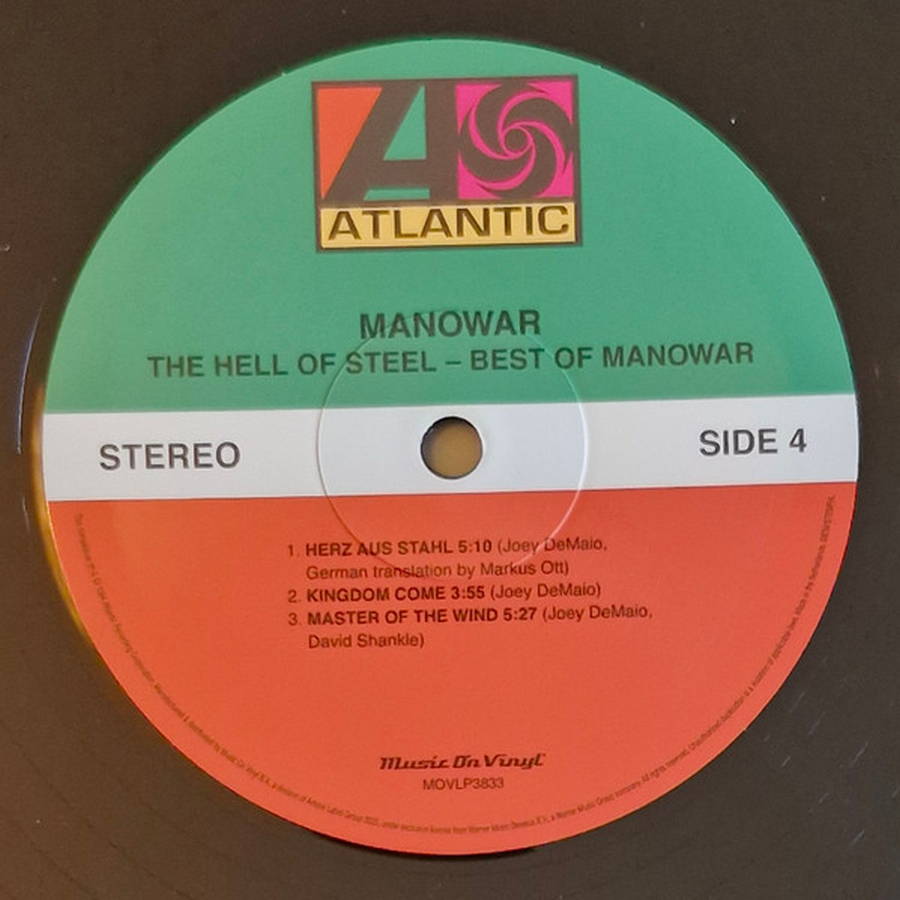 ATLANTIC
MANOWAR
THE HELL OF STEEL – BEST OF MANOWAR
STEREO
SIDE 4
1. HERZ AUS STAHL 5:10 (Joey DeMaio,
German translation by Markus Ott)
2. KINGDOM COME 3:55 (Joey DeMaio)
3. MASTER OF THE WIND 5:27 (Joey DeMaio,
David Shankle)
Music On Vinyl
MOVLP3833